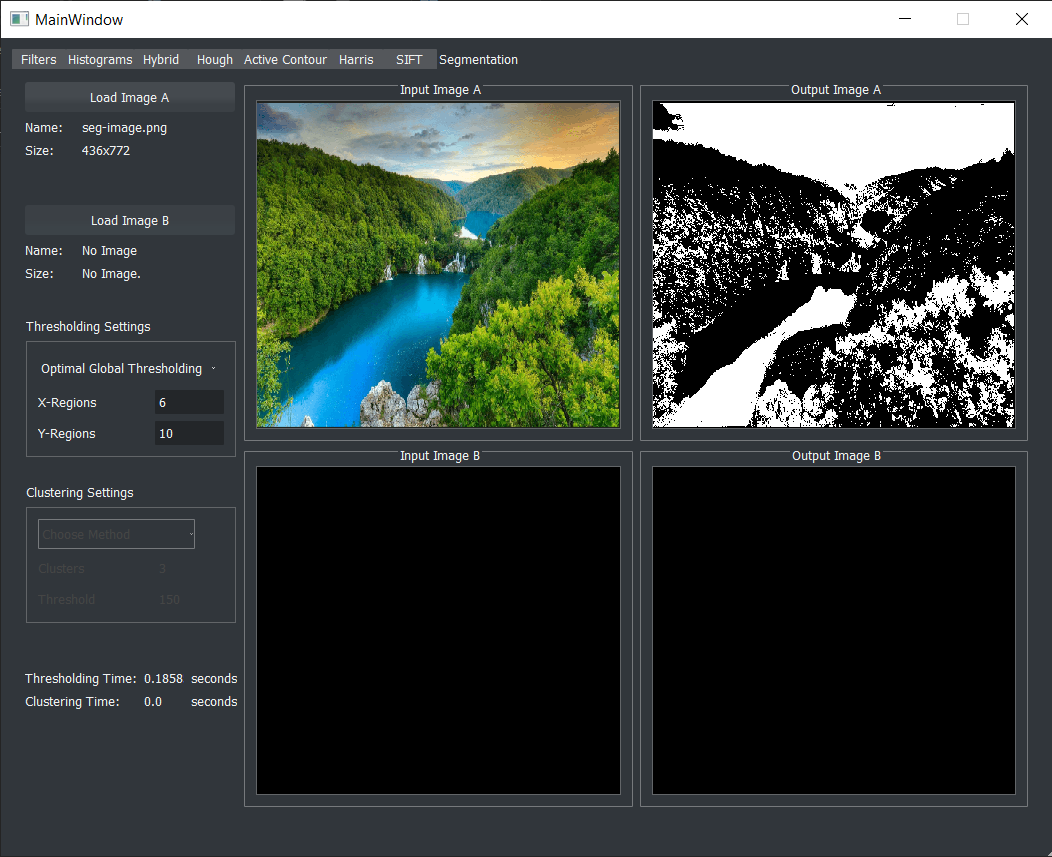 MainWindow
Filters Histograms Hybrid Hough Active Contour Harris SIFT Segmentation
Load Image A
Name: seg-image.png
Size: 436x772
Load Image B
Name: No Image
Size: No Image.
Thresholding Settings
Optimal Global Thresholding
X-Regions 6
Y-Regions 10
Clustering Settings
Choose Method
Clusters 3
Threshold 150
Thresholding Time: 0.1858 seconds
Clustering Time: 0.0 seconds
Input Image A
Output Image A
Input Image B
Output Image B